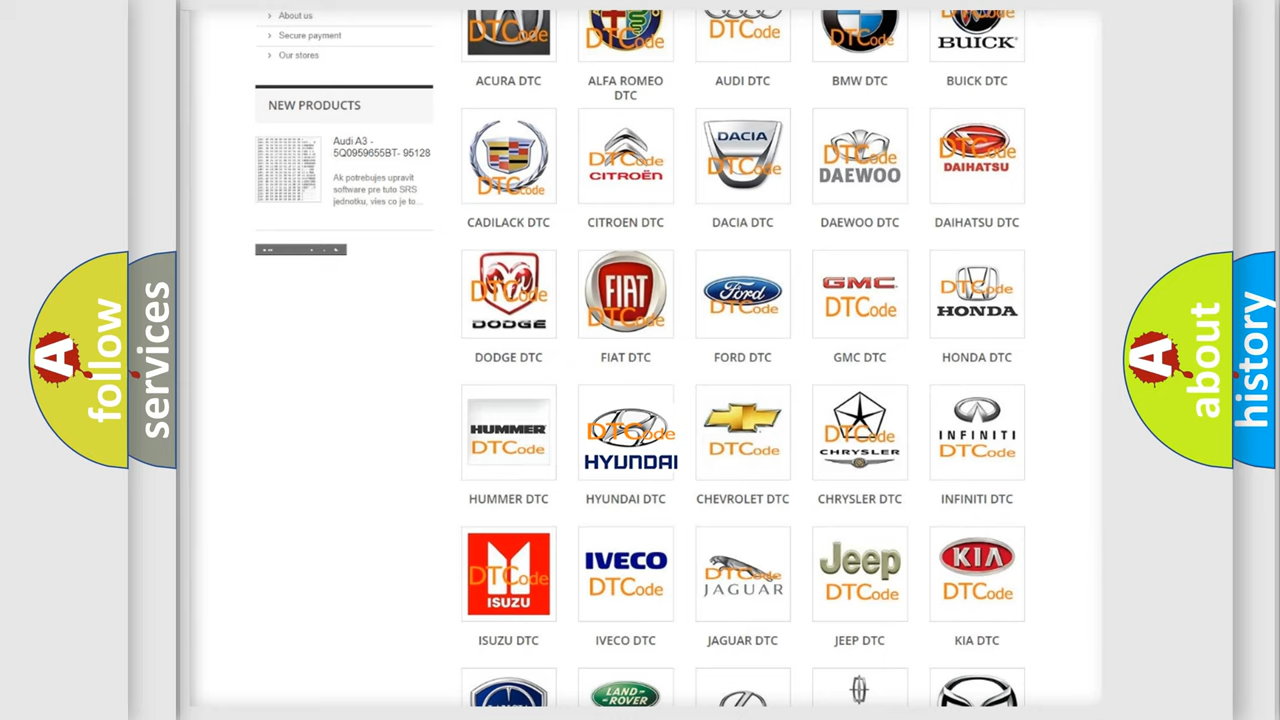 About us
Secure payment
Our stores
NEW PRODUCTS
Audi A3 -
5Q0959655BT- 95128
Ak potrebujes upravit
software pre tuto SRS
jednotku, vies co je to...
DTCode
DTCode
DTCode
DTCode
BUICK
ACURA DTC
ALFA ROMEO
DTC
AUDI DTC
BMW DTC
BUICK DTC
DTCode
DTCode
CITROËN
DACIA
DTCode
DTCode
DAEWOO
DTCode
DAIHATSU
CADILACK DTC
CITROEN DTC
DACIA DTC
DAEWOO DTC
DAIHATSU DTC
DTCode
DODGE
FIAT
DTCode
Ford
DTCode
GMC
DTCode
DTCode
HONDA
DODGE DTC
FIAT DTC
FORD DTC
GMC DTC
HONDA DTC
HUMMER
DTCode
DTCode
HYUNDAI
DTCode
DTCode
CHRYSLER
INFINITI
DTCode
HUMMER DTC
HYUNDAI DTC
CHEVROLET DTC
CHRYSLER DTC
INFINITI DTC
DTCode
ISUZU
IVECO
DTCode
DTCode
JAGUAR
Jeep
DTCode
KIA
DTCode
ISUZU DTC
IVECO DTC
JAGUAR DTC
JEEP DTC
KIA DTC
LAND-
ROVER
A
follow
services
A
about
history